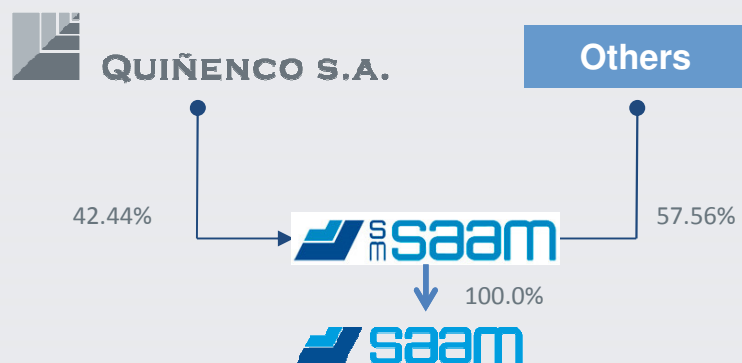 QUIÑENCO S.A.
Others
42.44%
57.56%
SM saam
100.0%
saam